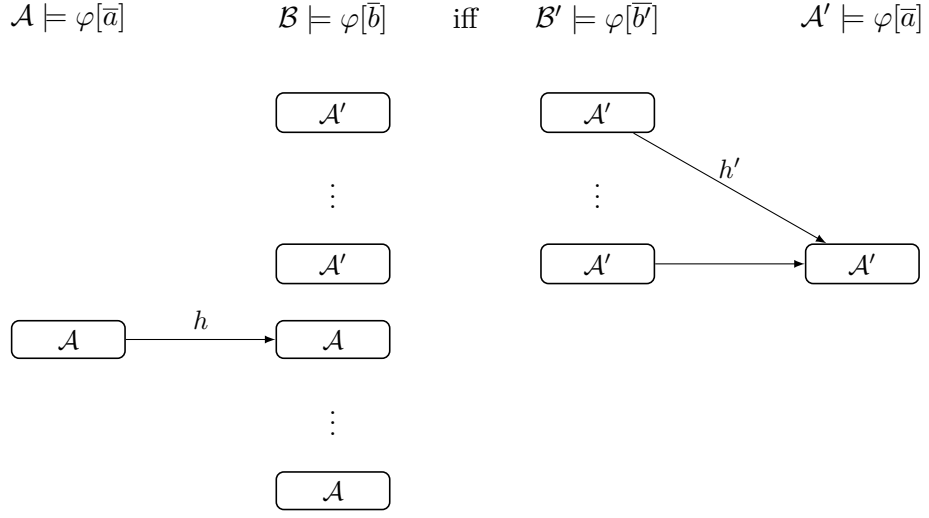 𝒜 ⊨ φ[a̅] ℬ ⊨ φ[b̅] iff ℬ′ ⊨ φ[b̅′] 𝒜′ ⊨ φ[a̅]
𝒜′ 𝒜′
h′
⋮ ⋮
𝒜′ 𝒜′ 𝒜′
h
𝒜 𝒜
⋮
𝒜